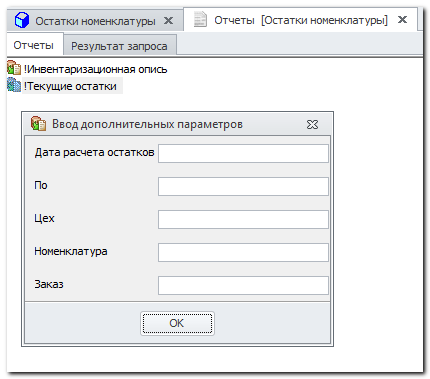 Остатки номенклатуры
Отчеты [Остатки номенклатуры]
Отчеты
Результат запроса
!Инвентаризационная опись
!Текущие остатки
Ввод дополнительных параметров
Дата расчета остатков
По
Цех
Номенклатура
Заказ
OK